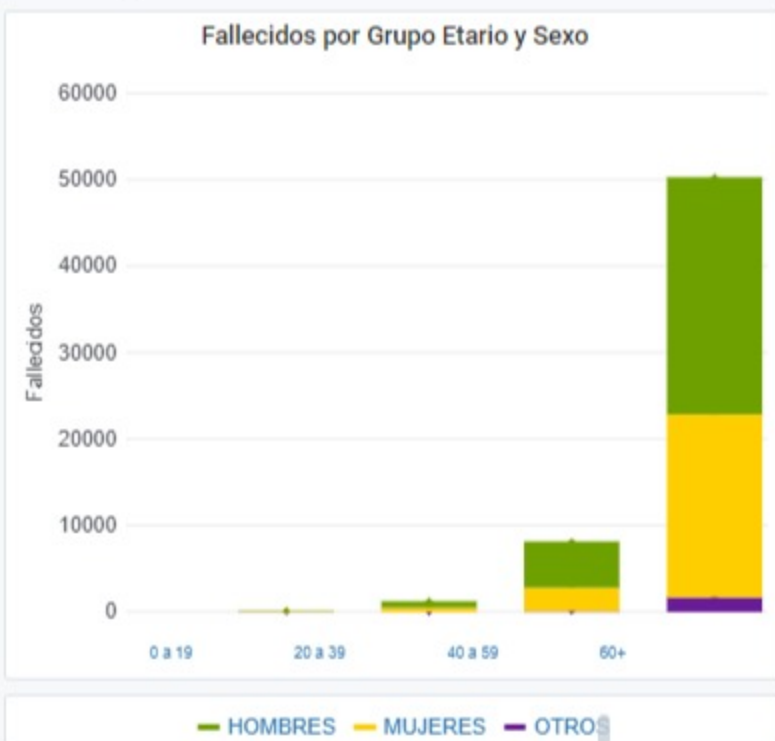 Fallecidos por Grupo Etario y Sexo
60000
50000
40000
30000
20000
10000
0
Fallecidos
0 a 19 20 a 39 40 a 59 60+
HOMBRES MUJERES OTROS